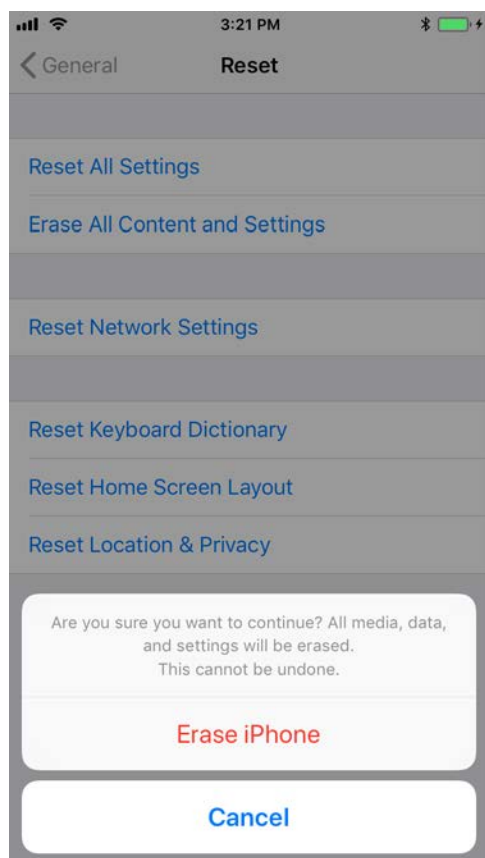 3:21 PM
General Reset
Reset All Settings
Erase All Content and Settings
Reset Network Settings
Reset Keyboard Dictionary
Reset Home Screen Layout
Reset Location & Privacy
Are you sure you want to continue? All media, data,
and settings will be erased.
This cannot be undone.
Erase iPhone
Cancel